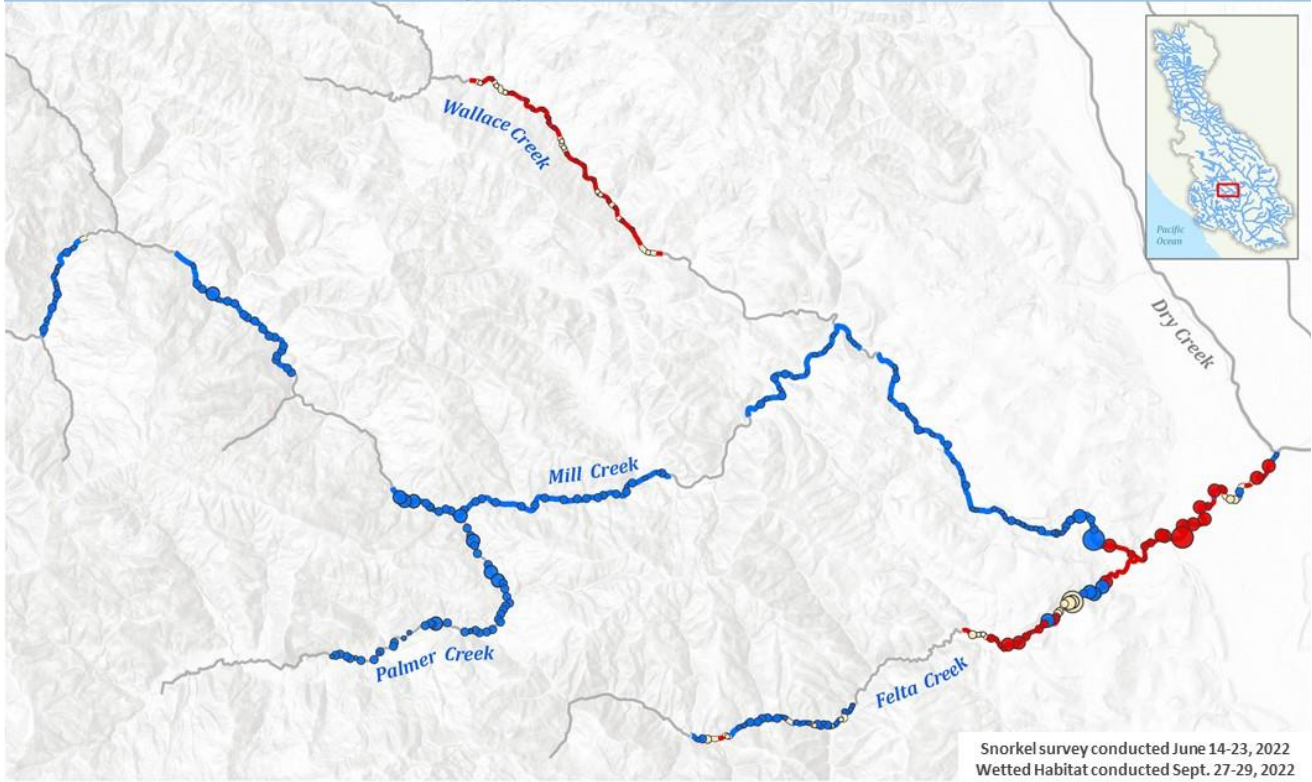 Wallace Creek
Pacific
Ocean
Dry Creek
Mill Creek
Palmer Creek
Felta Creek
Snorkel survey conducted June 14-23, 2022
Wetted Habitat conducted Sept. 27-29, 2022